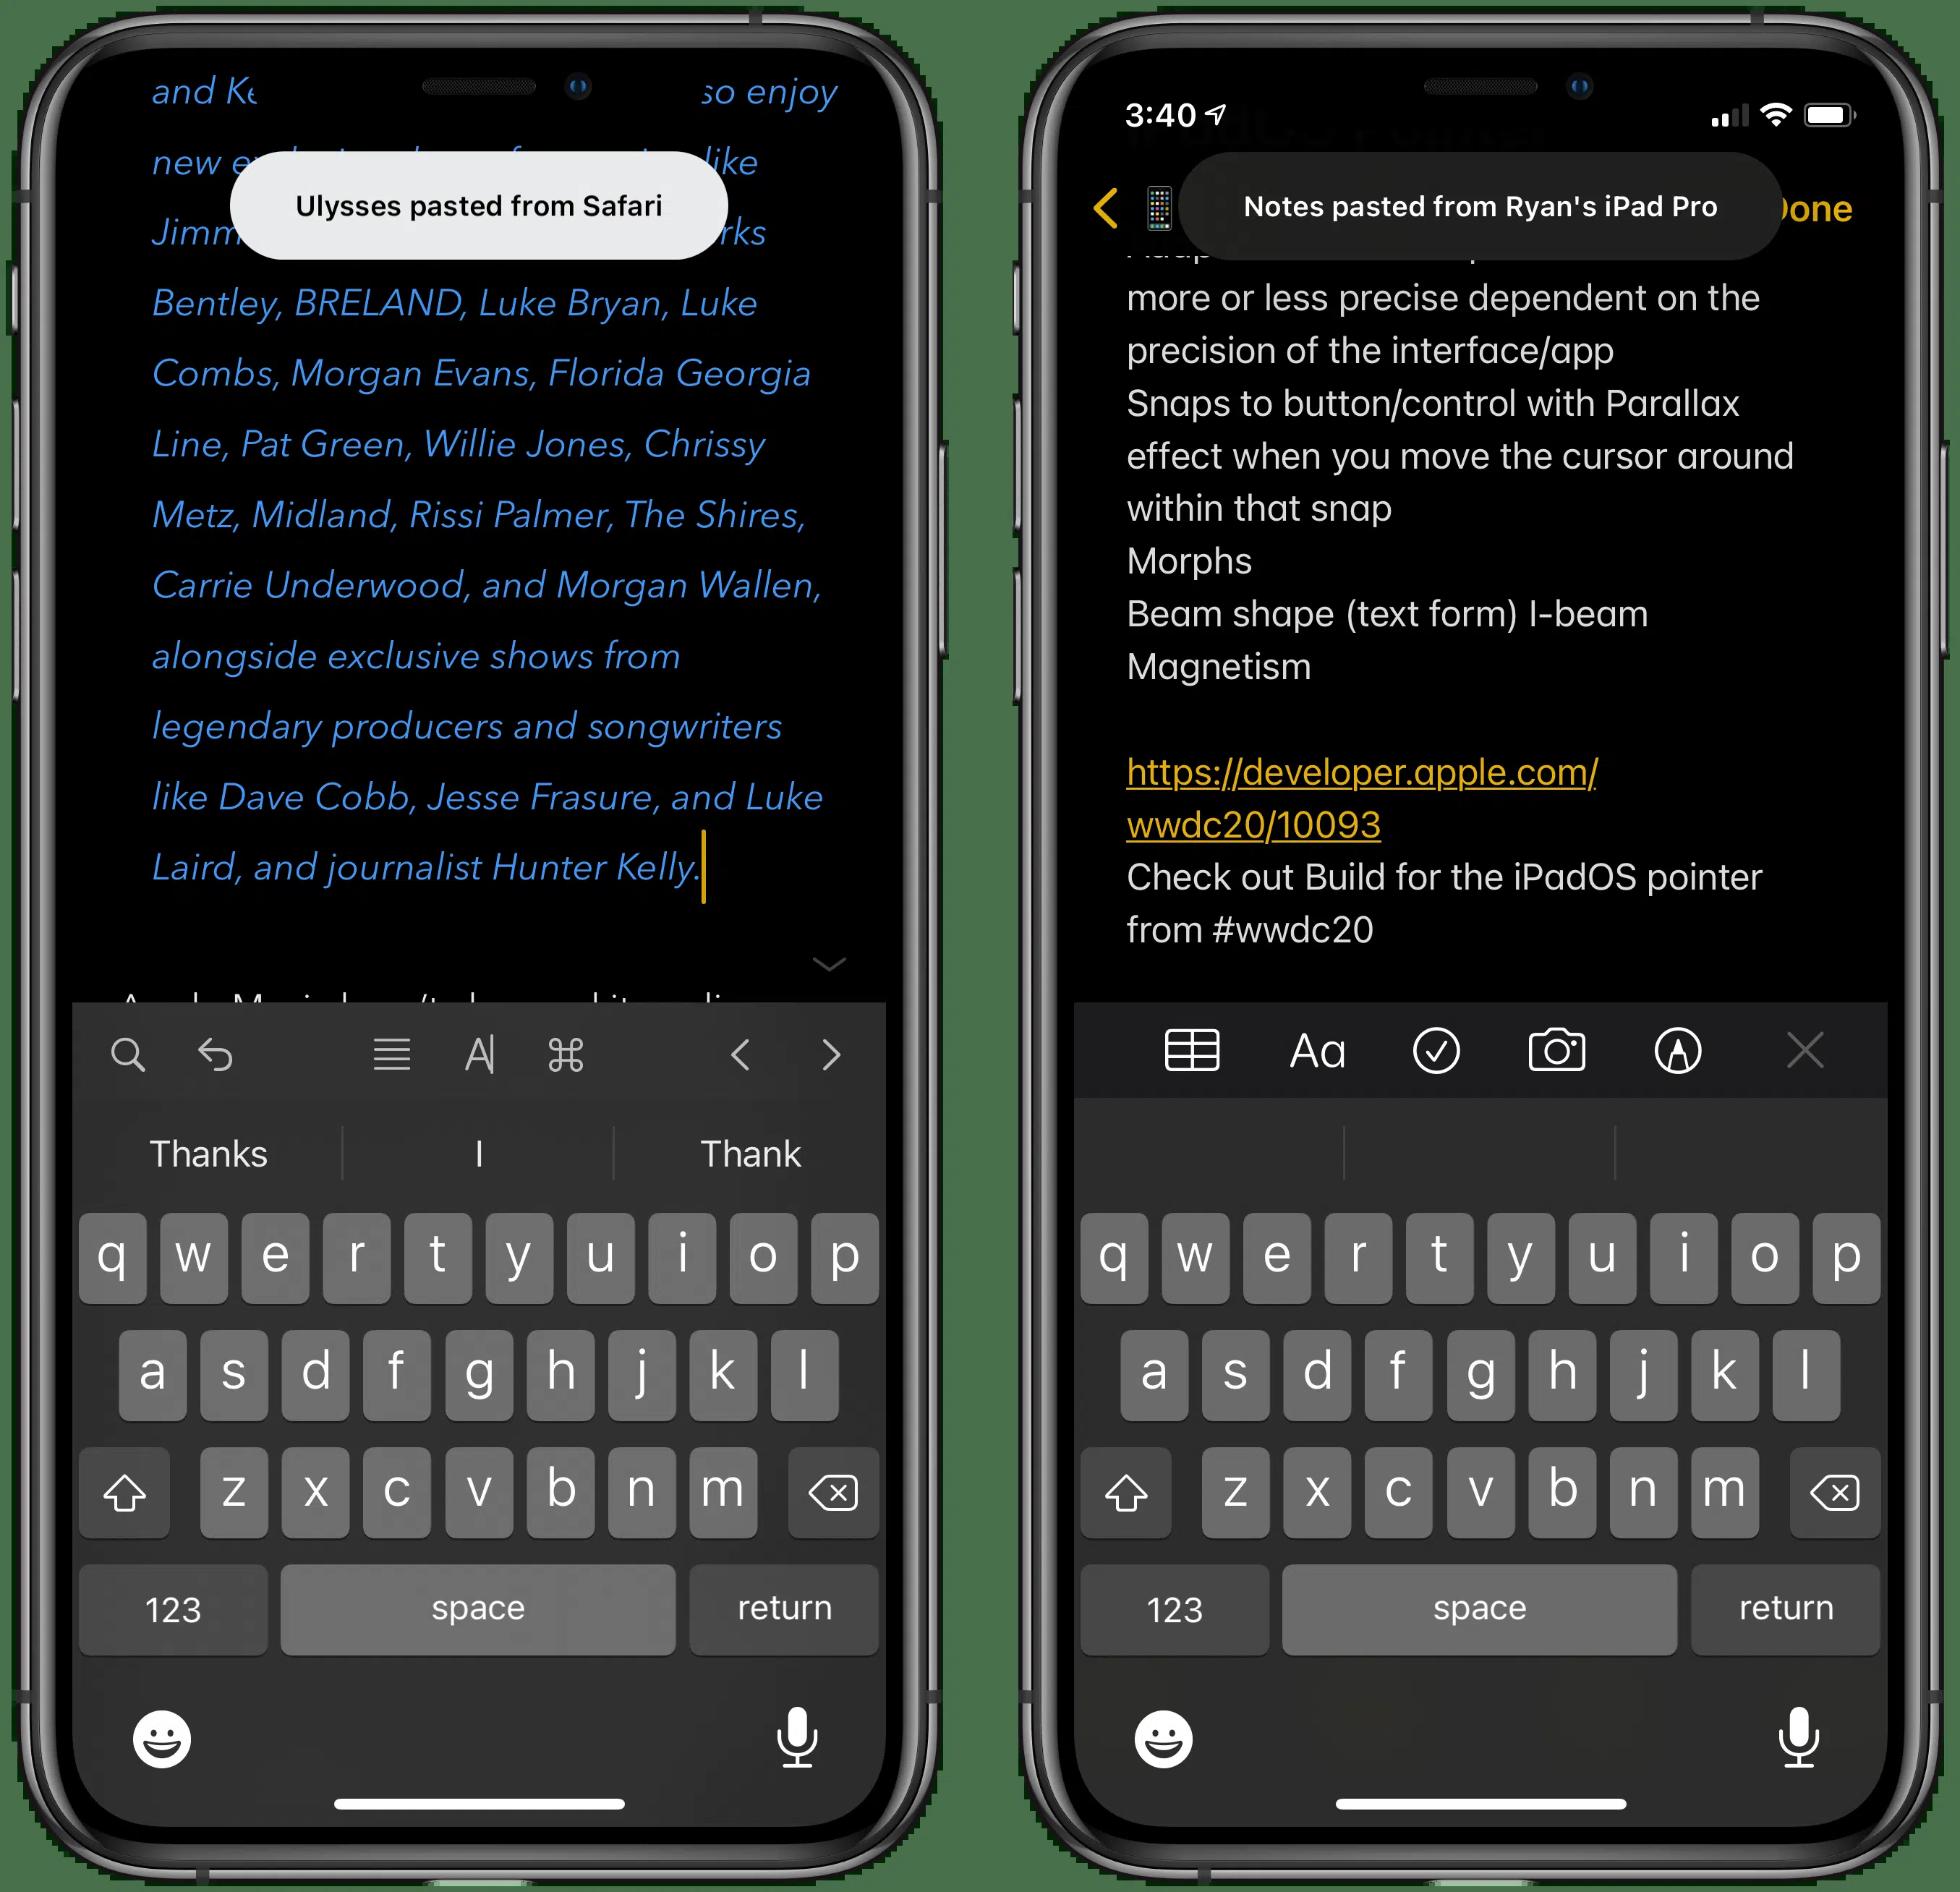 and Ke so enjoy
new like
Ulysses pasted from Safari
Jimm rks
Bentley, BRELAND, Luke Bryan, Luke
Combs, Morgan Evans, Florida Georgia
Line, Pat Green, Willie Jones, Chrissy
Metz, Midland, Rissi Palmer, The Shires,
Carrie Underwood, and Morgan Wallen,
alongside exclusive shows from
legendary producers and songwriters
like Dave Cobb, Jesse Frasure, and Luke
Laird, and journalist Hunter Kelly.
A
Thanks I Thank
q w e r t y u i o p
a s d f g h j k l
z x c v b n m
123 space return
3:40
Notes pasted from Ryan's iPad Pro
Done
more or less precise dependent on the
precision of the interface/app
Snaps to button/control with Parallax
effect when you move the cursor around
within that snap
Morphs
Beam shape (text form) I-beam
Magnetism
https://developer.apple.com/
wwdc20/10093
Check out Build for the iPadOS pointer
from #wwdc20
Aa
q w e r t y u i o p
a s d f g h j k l
z x c v b n m
123 space return